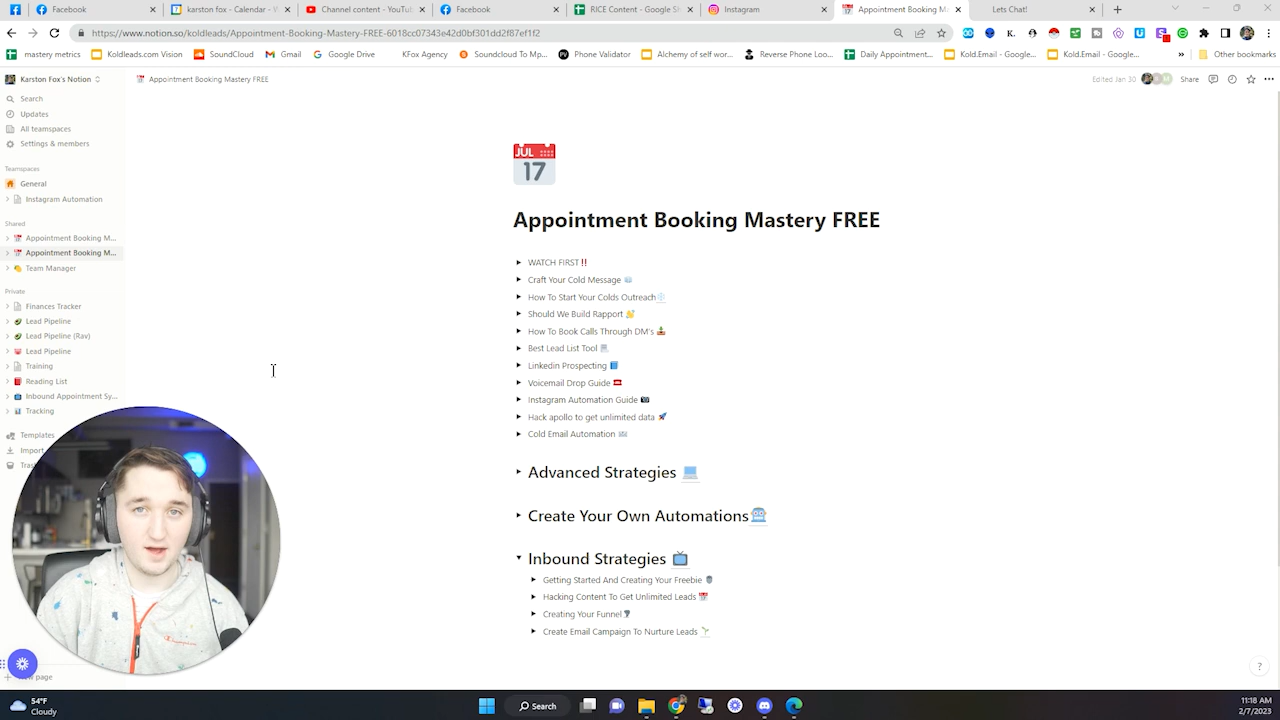 Facebook
karston fox - Calendar - W
Channel content - YouTu
Facebook
RICE Content - Google Sh
Instagram
Appointment Booking M
Lets Chat!
https://www.notion.so/koldleads/Appointment-Booking-Mastery-FREE-6018cc07343e42d0bf301dd2f87ef1f2
mastery metrics
Koldleads.com Vision
SoundCloud
Gmail
Google Drive
KFox Agency
Soundcloud To Mp...
Phone Validator
Alchemy of self wor...
Reverse Phone Loo...
Daily Appointment...
Kold.Email - Google...
Kold.Email - Google...
»
Other bookmarks
Karston Fox's Notion
Appointment Booking Mastery FREE
Edited Jan 30
Share
Search
Updates
All teamspaces
Settings & members
Teamspaces
General
Instagram Automation
Shared
Appointment Booking M...
Appointment Booking M...
Team Manager
Private
Finances Tracker
Lead Pipeline
Lead Pipeline (Rav)
Lead Pipeline
Training
Reading List
Inbound Appointment Sy...
Tracking
Templates
Import
JUL
17
Appointment Booking Mastery FREE
WATCH FIRST‼️
Craft Your Cold Message
How To Start Your Colds Outreach
Should We Build Rapport
How To Book Calls Through DM's
Best Lead List Tool
Linkedin Prospecting
Voicemail Drop Guide
Instagram Automation Guide
Hack apollo to get unlimited data
Cold Email Automation
Advanced Strategies
Create Your Own Automations
Inbound Strategies
Getting Started And Creating Your Freebie
Hacking Content To Get Unlimited Leads
Creating Your Funnel
Create Email Campaign To Nurture Leads
Champion
page
?
54°F
Cloudy
Search
11:18 AM
2/7/2023